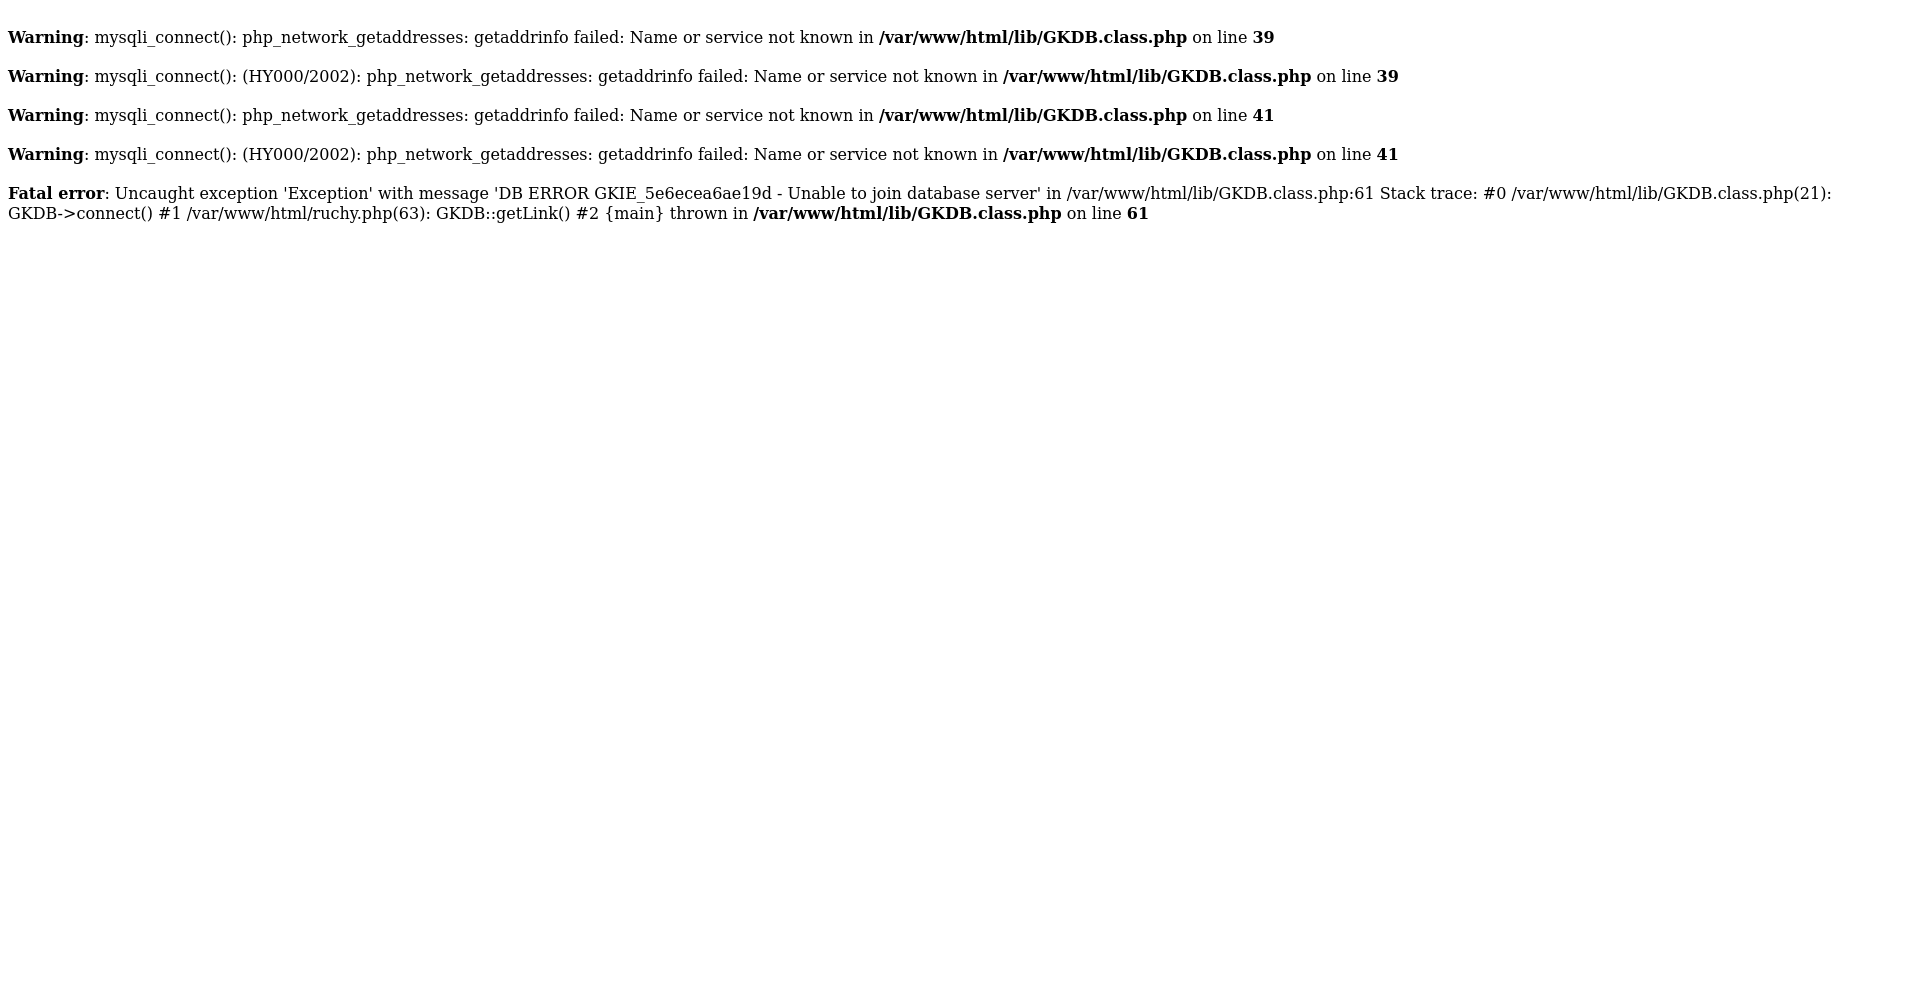 Warning: mysqli_connect(): php_network_getaddresses: getaddrinfo failed: Name or service not known in /var/www/html/lib/GKDB.class.php on line 39
Warning: mysqli_connect(): (HY000/2002): php_network_getaddresses: getaddrinfo failed: Name or service not known in /var/www/html/lib/GKDB.class.php on line 39
Warning: mysqli_connect(): php_network_getaddresses: getaddrinfo failed: Name or service not known in /var/www/html/lib/GKDB.class.php on line 41
Warning: mysqli_connect(): (HY000/2002): php_network_getaddresses: getaddrinfo failed: Name or service not known in /var/www/html/lib/GKDB.class.php on line 41
Fatal error: Uncaught exception 'Exception' with message 'DB ERROR GKIE_5e6ecea6ae19d - Unable to join database server' in /var/www/html/lib/GKDB.class.php:61 Stack trace: #0 /var/www/html/lib/GKDB.class.php(21):
GKDB->connect() #1 /var/www/html/ruchy.php(63): GKDB::getLink() #2 {main} thrown in /var/www/html/lib/GKDB.class.php on line 61